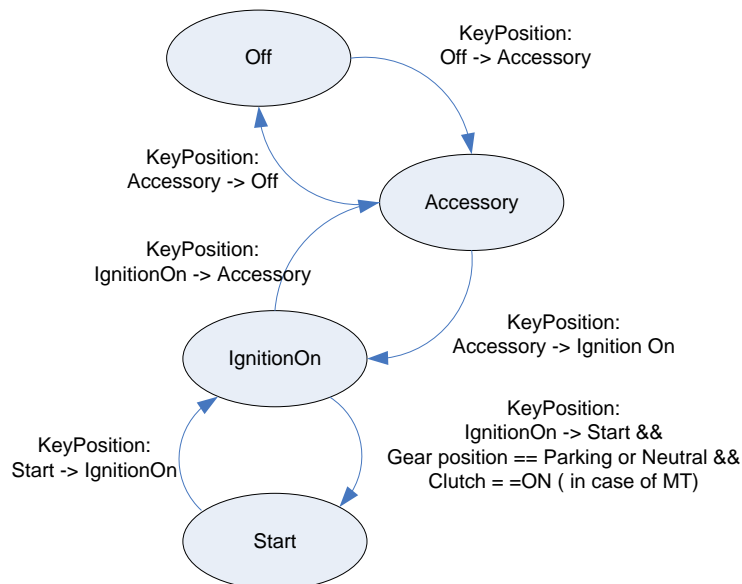 Off
KeyPosition:
Off -> Accessory
KeyPosition:
Accessory -> Off
Accessory
KeyPosition:
IgnitionOn -> Accessory
KeyPosition:
Accessory -> Ignition On
IgnitionOn
KeyPosition:
IgnitionOn -> Start &&
Gear position == Parking or Neutral &&
Clutch = =ON ( in case of MT)
KeyPosition:
Start -> IgnitionOn
Start